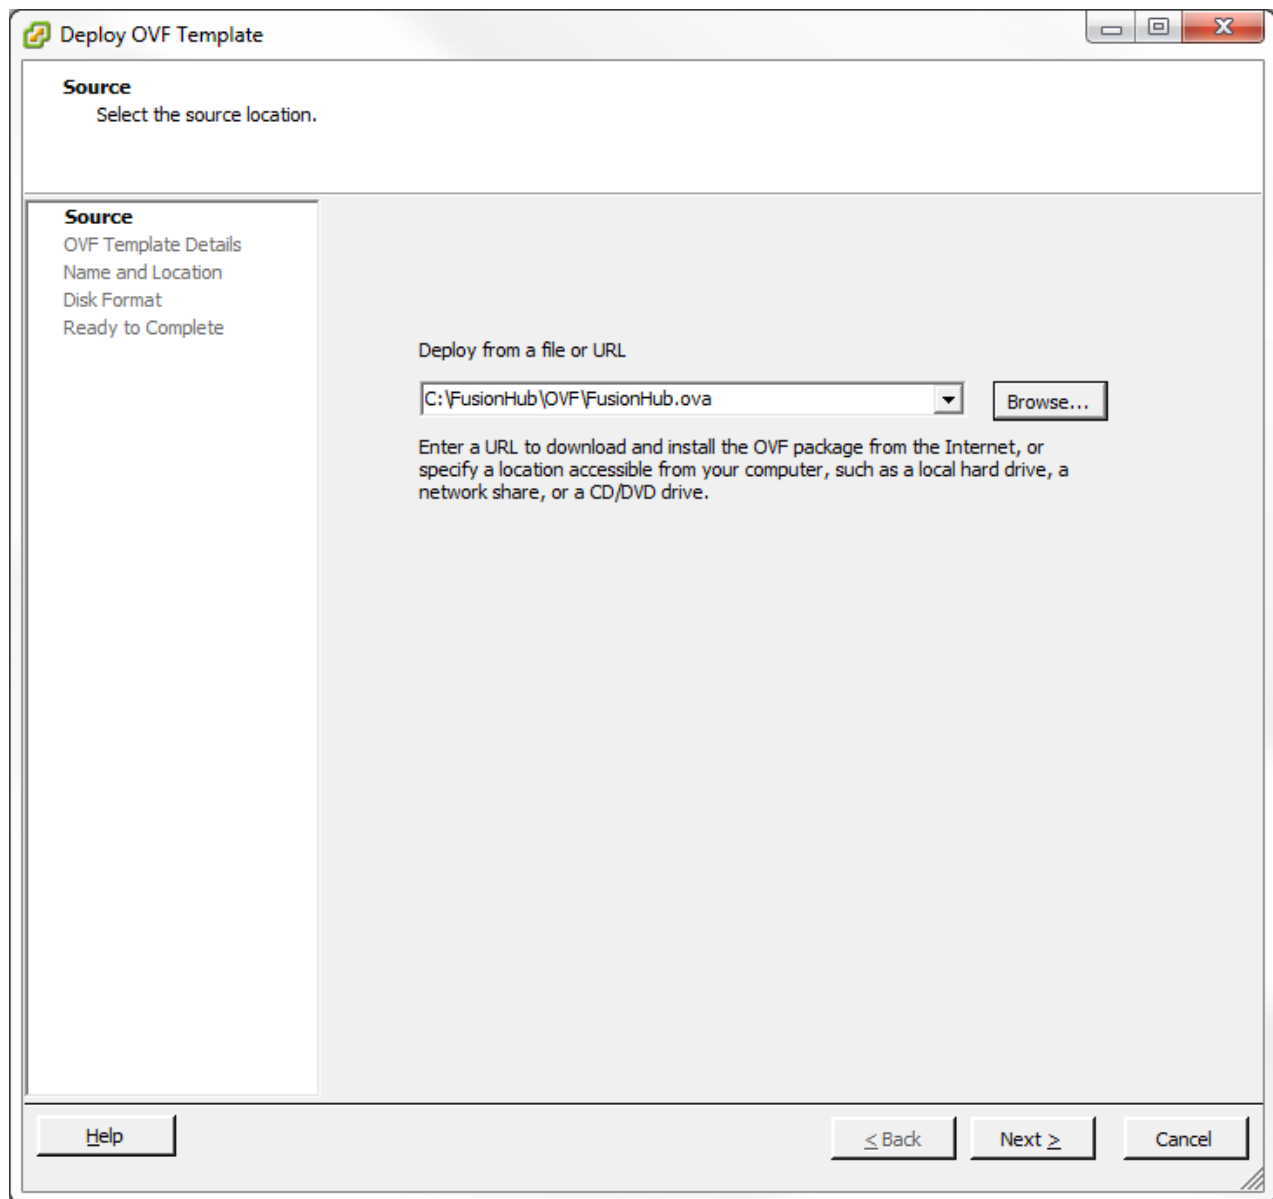 Deploy OVF Template
Source
Select the source location.
Source
OVF Template Details
Name and Location
Disk Format
Ready to Complete
Deploy from a file or URL
C:\FusionHub\OVF\FusionHub.ova
Browse...
Enter a URL to download and install the OVF package from the Internet, or
specify a location accessible from your computer, such as a local hard drive, a
network share, or a CD/DVD drive.
Help
< Back
Next >
Cancel